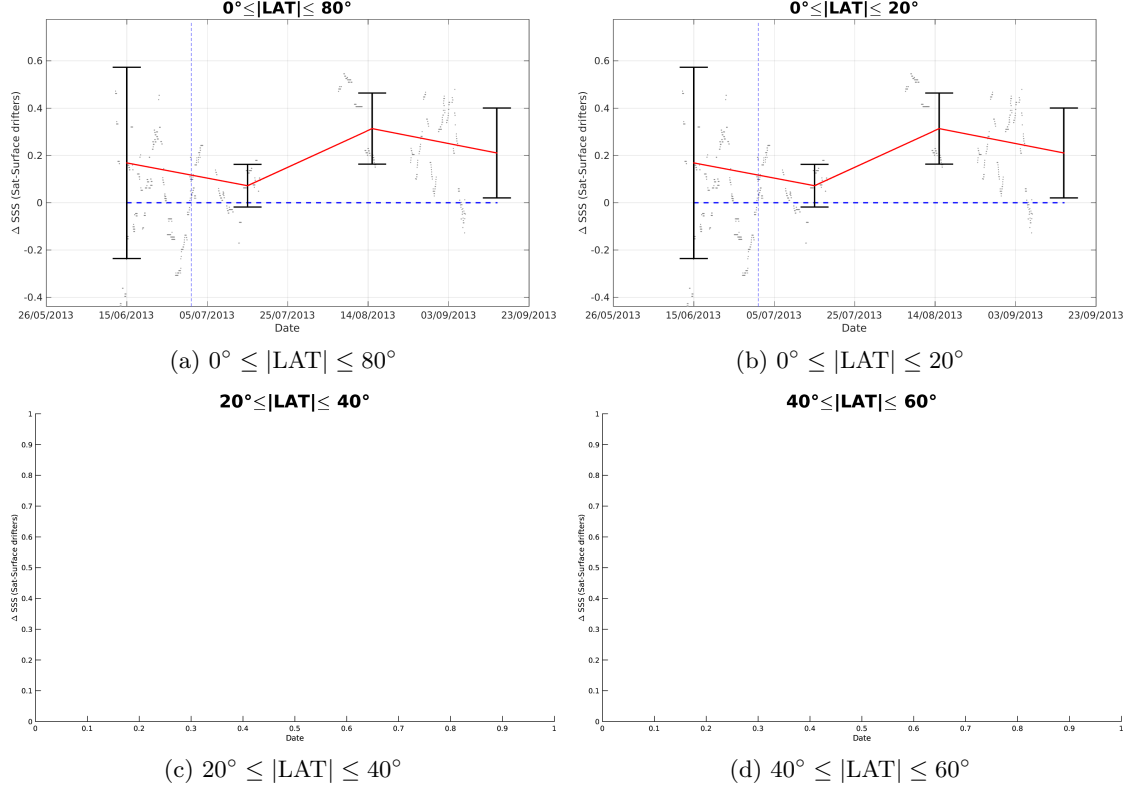 0°≤|LAT|≤ 80°
Δ SSS (Sat-Surface drifters)
0.6
0.4
0.2
0
-0.2
-0.4
26/05/2013 15/06/2013 05/07/2013 25/07/2013 14/08/2013 03/09/2013 23/09/2013
Date
(a) 0° ≤ |LAT| ≤ 80°
0°≤|LAT|≤ 20°
Δ SSS (Sat-Surface drifters)
0.6
0.4
0.2
0
-0.2
-0.4
26/05/2013 15/06/2013 05/07/2013 25/07/2013 14/08/2013 03/09/2013 23/09/2013
Date
(b) 0° ≤ |LAT| ≤ 20°
20°≤|LAT|≤ 40°
Δ SSS (Sat-Surface drifters)
1
0.9
0.8
0.7
0.6
0.5
0.4
0.3
0.2
0.1
0
0 0.1 0.2 0.3 0.4 0.5 0.6 0.7 0.8 0.9 1
Date
(c) 20° ≤ |LAT| ≤ 40°
40°≤|LAT|≤ 60°
Δ SSS (Sat-Surface drifters)
1
0.9
0.8
0.7
0.6
0.5
0.4
0.3
0.2
0.1
0
0 0.1 0.2 0.3 0.4 0.5 0.6 0.7 0.8 0.9 1
Date
(d) 40° ≤ |LAT| ≤ 60°